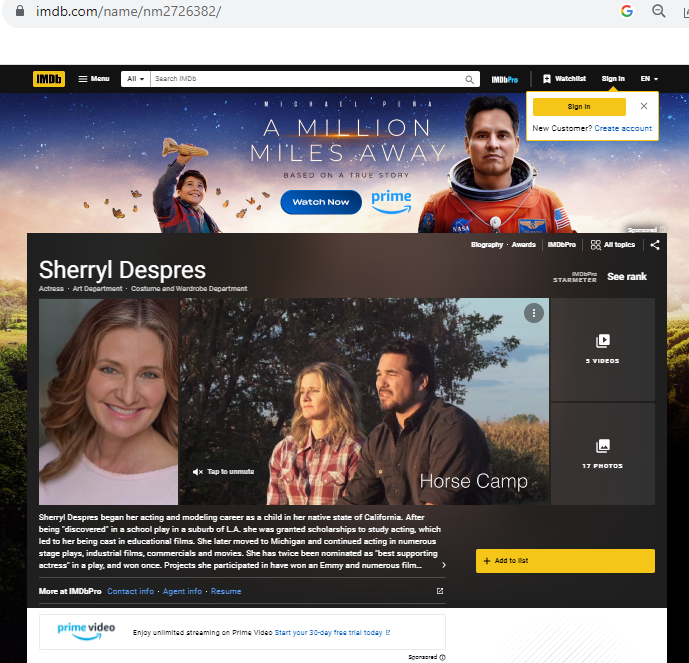 imdb.com/name/nm2726382/
IMDb Menu All Search IMDb IMDbPro Watchlist Sign In EN
Sign In
New Customer? Create account
MICHAEL PEÑA
A MILLION
MILES AWAY
BASED ON A TRUE STORY
Watch Now prime
NASA
Sponsored
Biography · Awards IMDbPro All topics
Sherryl Despres
Actress · Art Department · Costume and Wardrobe Department
IMDbPro
STARMETER See rank
5 VIDEOS
Tap to unmute
Horse Camp
17 PHOTOS
Sherryl Despres began her acting and modeling career as a child in her native state of California. After
being "discovered" in a school play in a suburb of L.A. she was granted scholarships to study acting, which
led to her being cast in educational films. She later moved to Michigan and continued acting in numerous
stage plays, industrial films, commercials and movies. She has twice been nominated as "best supporting
actress" in a play, and won once. Projects she participated in have won an Emmy and numerous film...
+ Add to list
More at IMDbPro Contact info · Agent info · Resume
prime video Enjoy unlimited streaming on Prime Video Start your 30-day free trial today
Sponsored